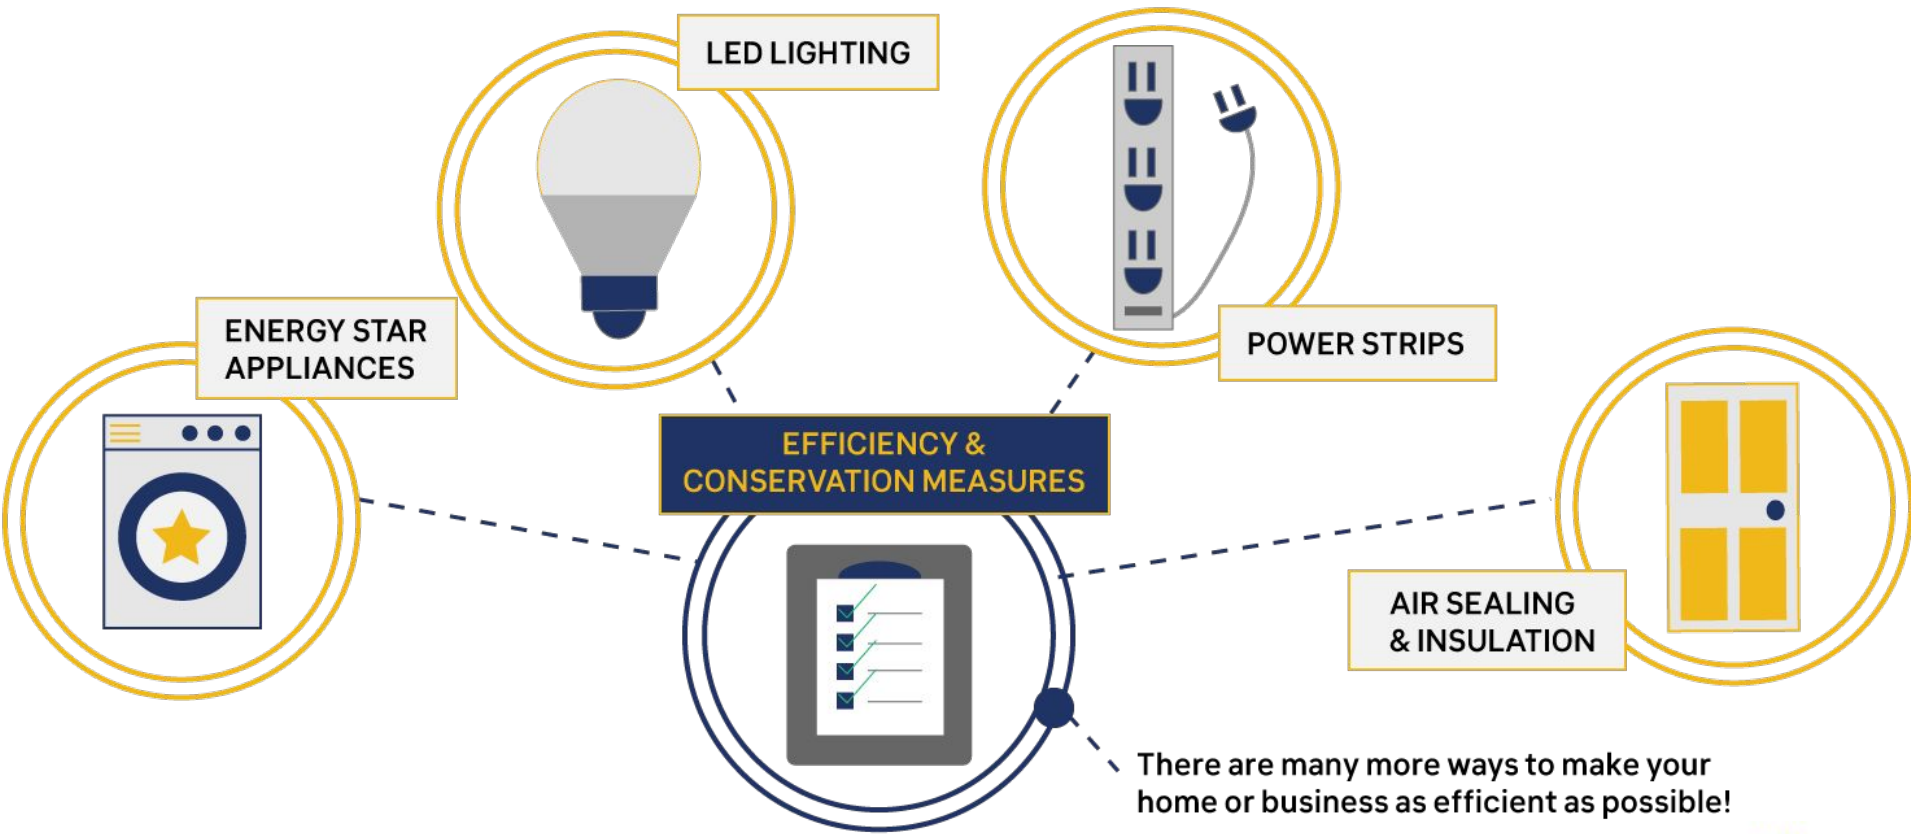 LED LIGHTING
ENERGY STAR
APPLIANCES
POWER STRIPS
EFFICIENCY &
CONSERVATION MEASURES
AIR SEALING
& INSULATION
There are many more ways to make your
home or business as efficient as possible!